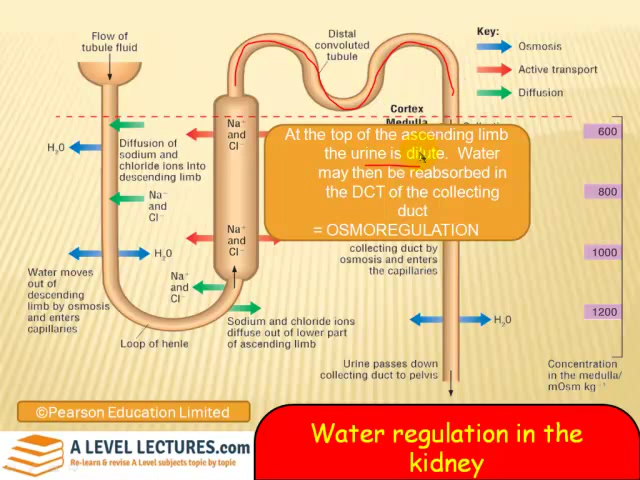 Flow of
tubule fluid
Distal
convoluted
tubule
Key:
Osmosis
Active transport
Diffusion
Na⁺
and
Cl⁻
Cortex
Medulla
600
At the top of the ascending limb
the urine is dilute. Water
may then be reabsorbed in
the DCT of the collecting
duct
= OSMOREGULATION
H₂O
Diffusion of
sodium and
chloride ions into
descending limb
800
Na⁻
and
Cl⁻
Na⁻
and
Cl⁻
collecting duct by
osmosis and enters
the capillaries
1000
H₂O
Water moves
out of
descending
limb by osmosis
and enters
capillaries
Na⁺
and
Cl⁻
1200
H₂O
Sodium and chloride ions
diffuse out of lower part
of ascending limb
Loop of henle
Urine passes down
collecting duct to pelvis
Concentration
in the medulla/
mOsm kg⁻¹
©Pearson Education Limited
A LEVEL LECTURES.com
Re-learn & revise A Level subjects topic by topic
Water regulation in the
kidney